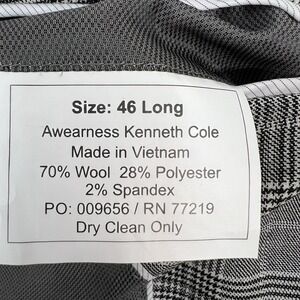 Size: 46 Long
Awearness Kenneth Cole
Made in Vietnam
70% Wool 28% Polyester
2% Spandex
PO: 009656 / RN 77219
Dry Clean Only